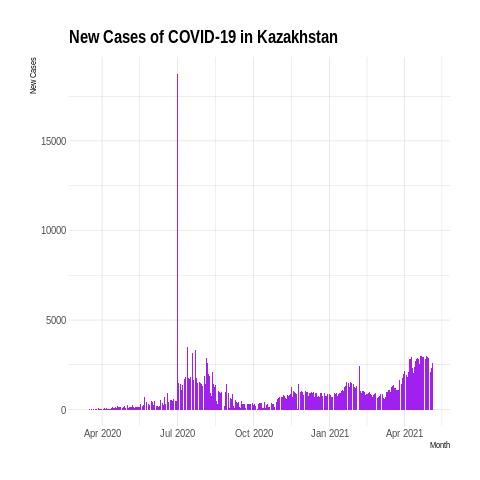 New Cases of COVID-19 in Kazakhstan
New Cases
15000
10000
5000
0
Apr 2020 Jul 2020 Oct 2020 Jan 2021 Apr 2021
Month